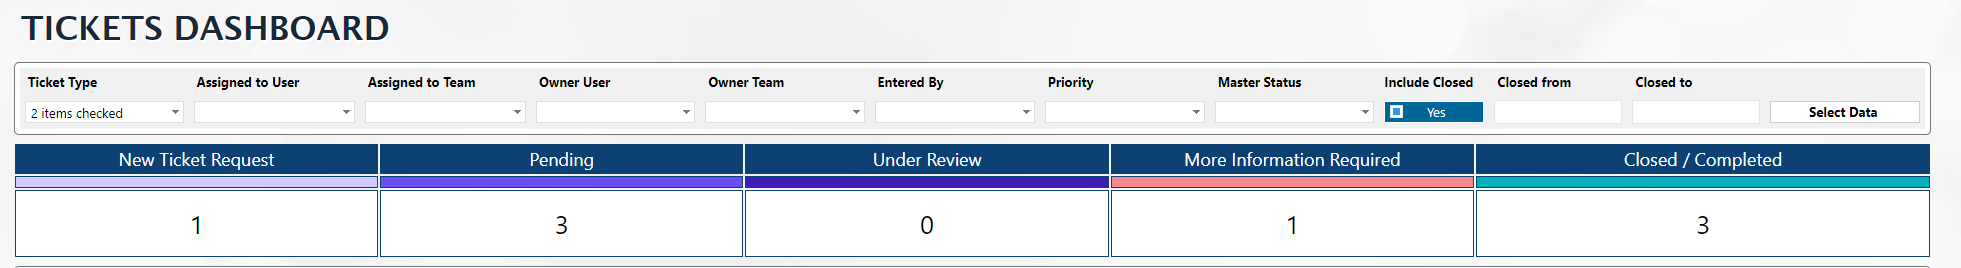 TICKETS DASHBOARD
Ticket Type Assigned to User Assigned to Team Owner User Owner Team Entered By Priority Master Status Include Closed Closed from Closed to
2 items checked Yes Select Data
New Ticket Request Pending Under Review More Information Required Closed / Completed
1 3 0 1 3